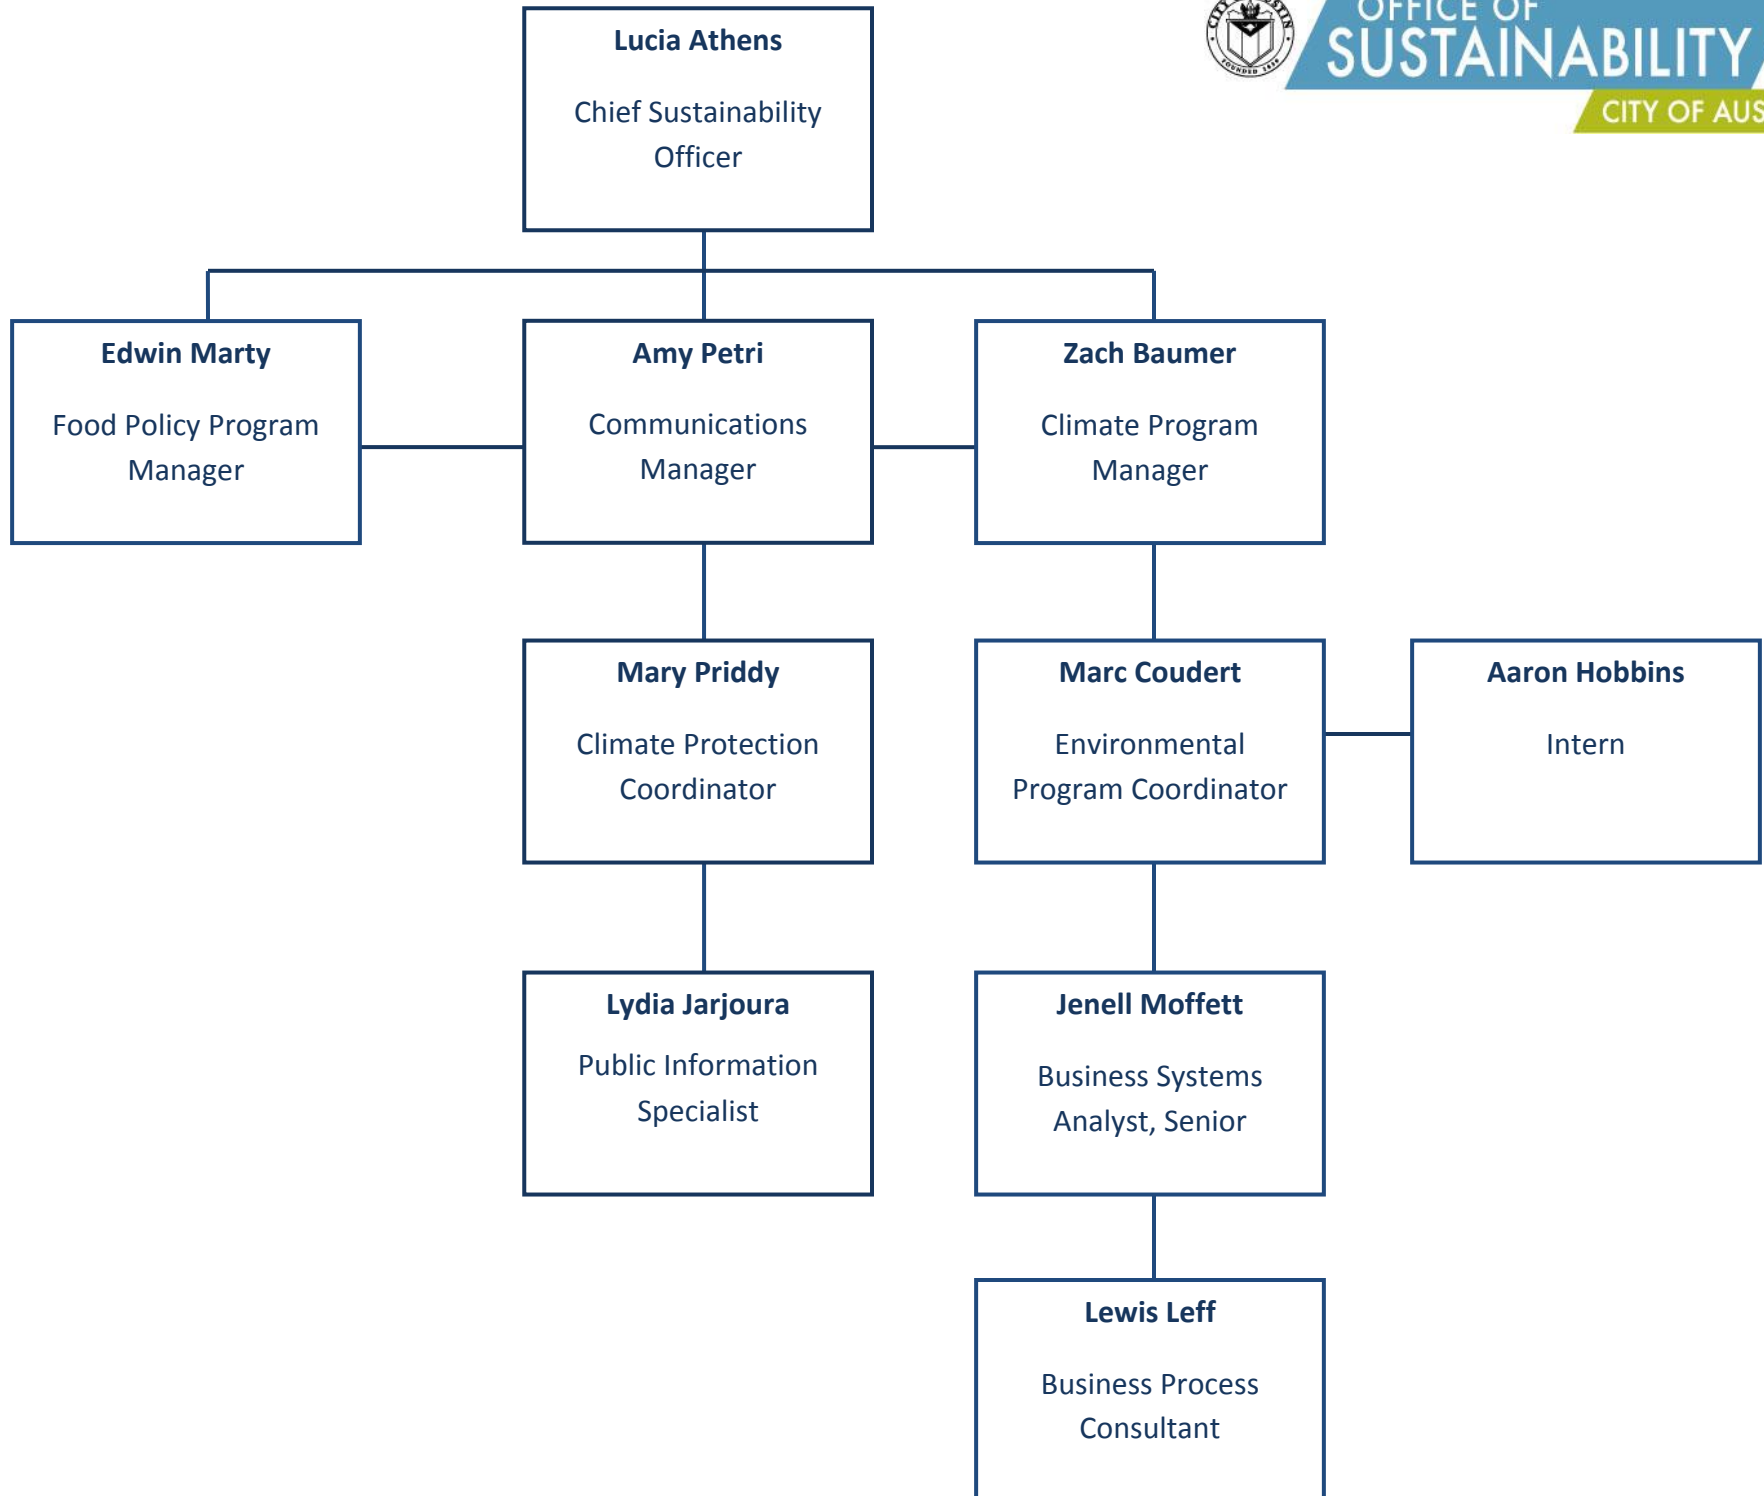 Lucia Athens
Chief Sustainability
Officer
OFFICE OF
SUSTAINABILITY
CITY OF AUS
Edwin Marty
Food Policy Program
Manager
Amy Petri
Communications
Manager
Zach Baumer
Climate Program
Manager
Mary Priddy
Climate Protection
Coordinator
Marc Coudert
Environmental
Program Coordinator
Aaron Hobbins
Intern
Lydia Jarjoura
Public Information
Specialist
Jenell Moffett
Business Systems
Analyst, Senior
Lewis Leff
Business Process
Consultant